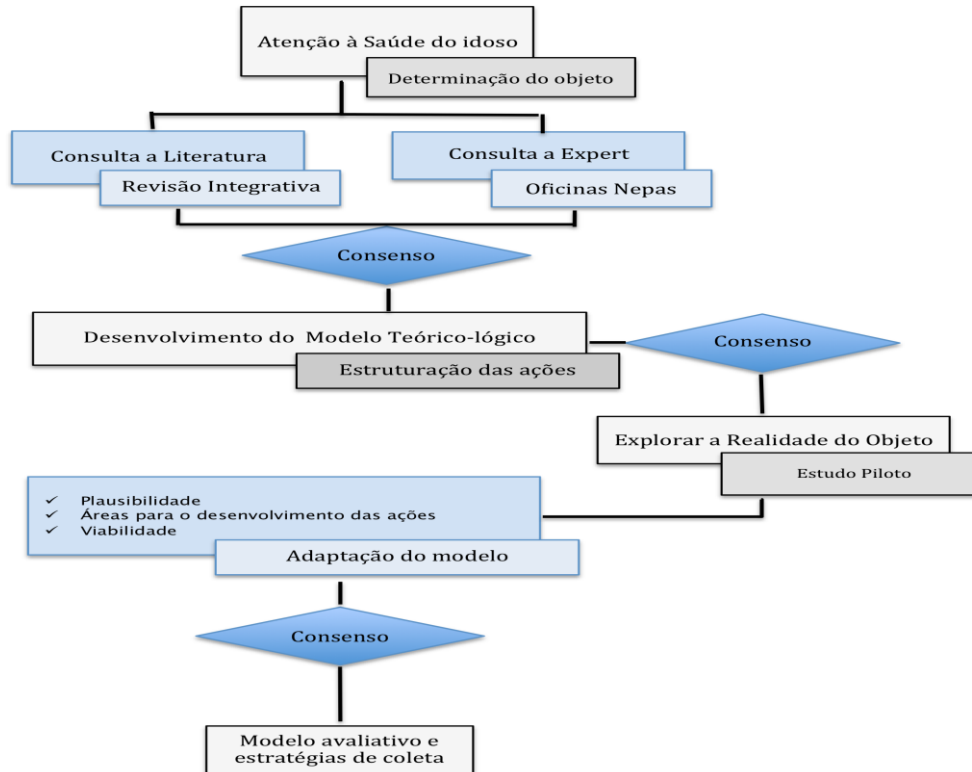 Atenção à Saúde do idoso
Determinação do objeto
Consulta a Literatura
Revisão Integrativa
Consulta a Expert
Oficinas Nepas
Consenso
Desenvolvimento do Modelo Teórico-lógico
Estruturação das ações
Consenso
Explorar a Realidade do Objeto
Estudo Piloto
✓ Plausibilidade
✓ Áreas para o desenvolvimento das ações
✓ Viabilidade
Adaptação do modelo
Consenso
Modelo avaliativo e
estratégias de coleta